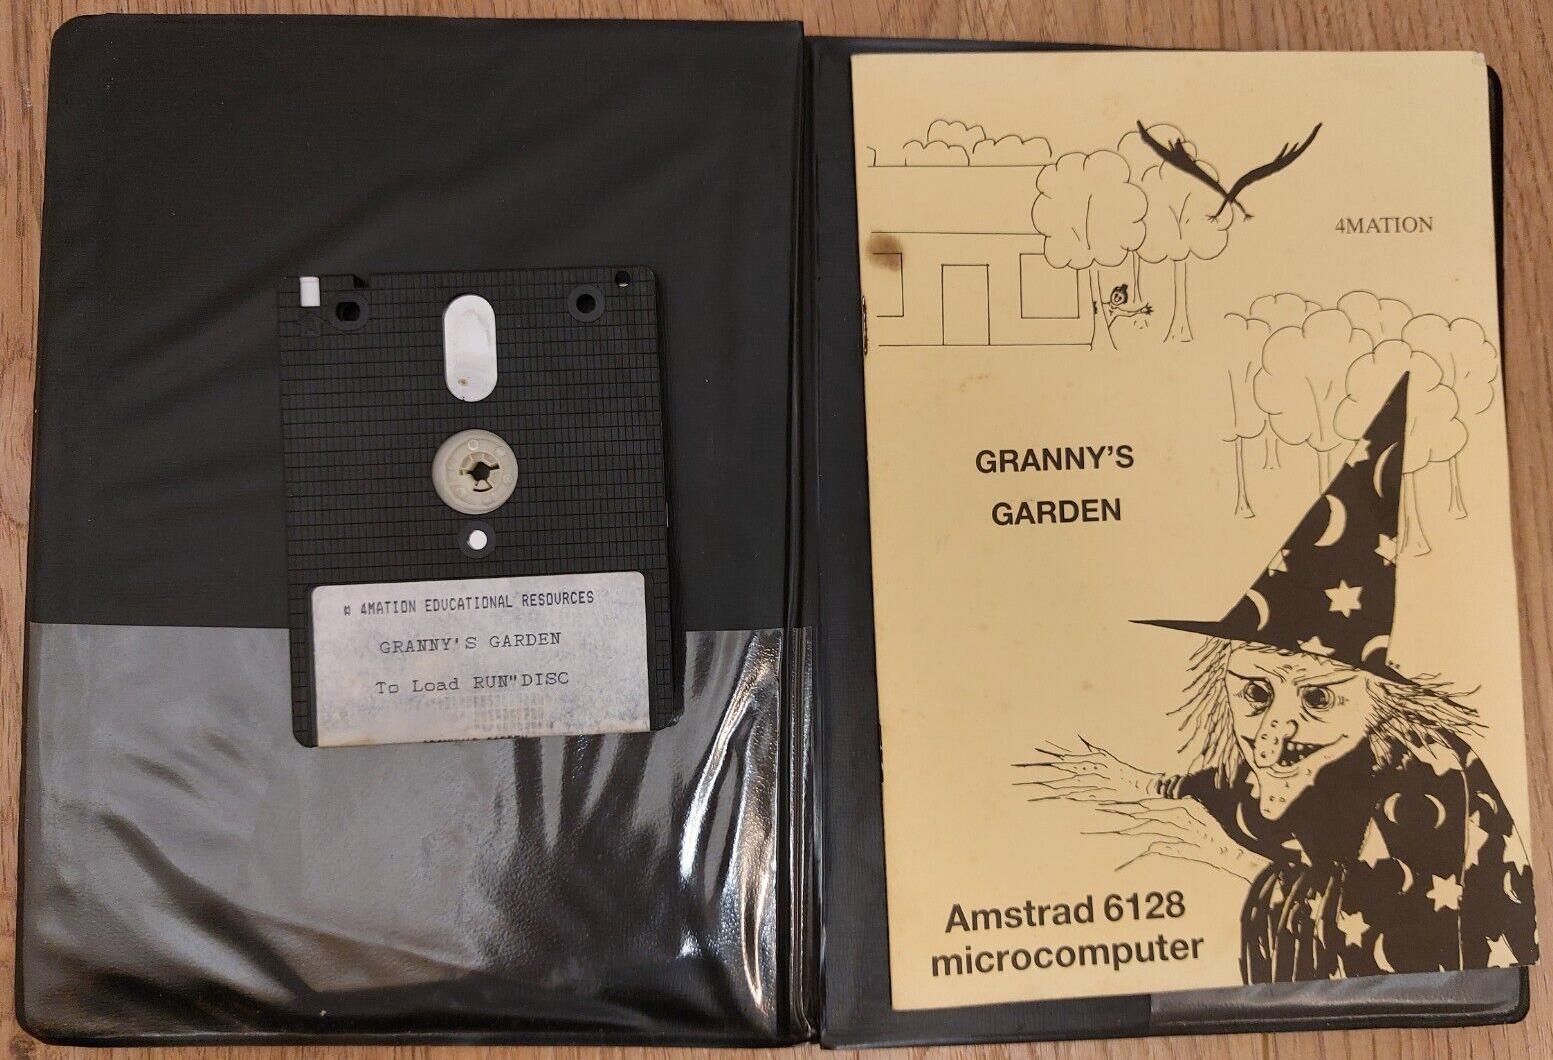 ¤ 4MATION EDUCATIONAL RESOURCES
GRANNY'S GARDEN
To Load RUN"DISC
4MATION
GRANNY'S
GARDEN
Amstrad 6128
microcomputer